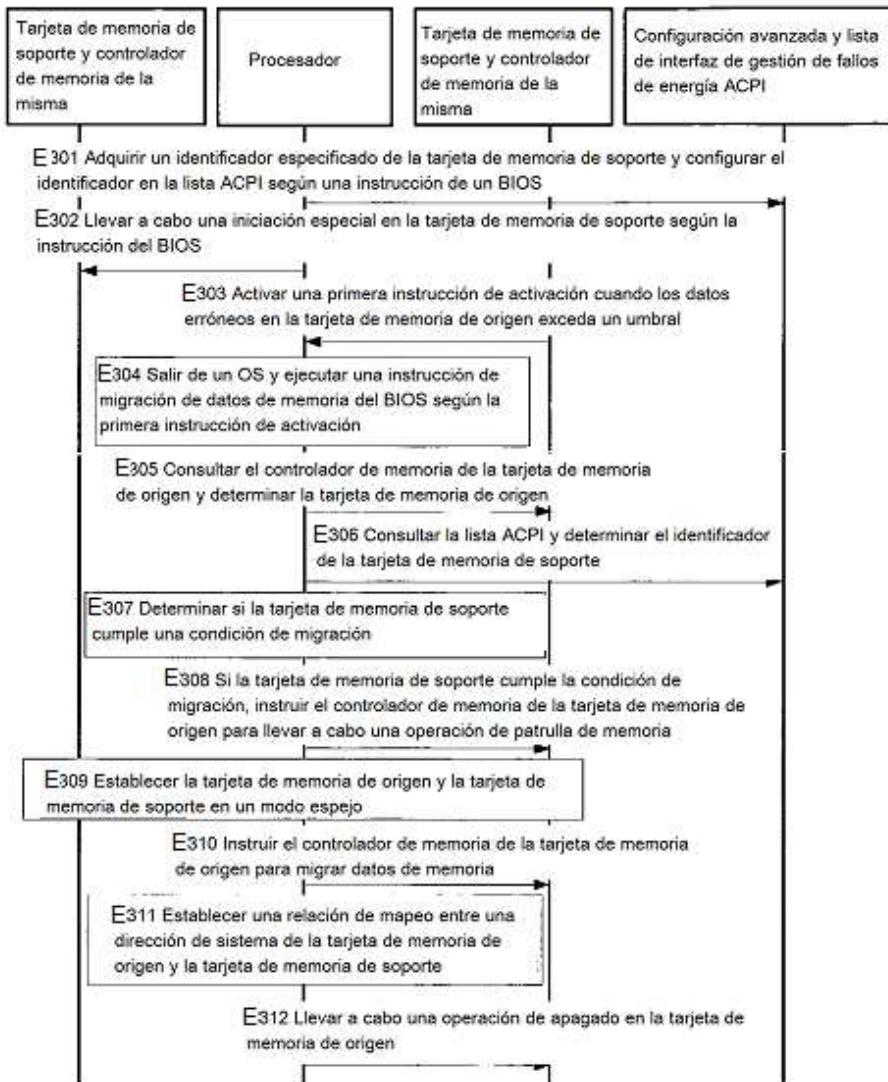 Tarjeta de memoria de
soporte y controlador
de memoria de la
misma
Procesador
Tarjeta de memoria de
soporte y controlador
de memoria de la
misma
Configuración avanzada y lista
de interfaz de gestión de fallos
de energía ACPI
E301 Adquirir un identificador especificado de la tarjeta de memoria de soporte y configurar el
identificador en la lista ACPI según una instrucción de un BIOS
E302 Llevar a cabo una iniciación especial en la tarjeta de memoria de soporte según la
instrucción del BIOS
E303 Activar una primera instrucción de activación cuando los datos
erróneos en la tarjeta de memoria de origen exceda un umbral
E304 Salir de un OS y ejecutar una instrucción de
migración de datos de memoria del BIOS según la
primera instrucción de activación
E305 Consultar el controlador de memoria de la tarjeta de memoria
de origen y determinar la tarjeta de memoria de origen
E306 Consultar la lista ACPI y determinar el identificador
de la tarjeta de memoria de soporte
E307 Determinar si la tarjeta de memoria de soporte
cumple una condición de migración
E308 Si la tarjeta de memoria de soporte cumple la condición de
migración, instruir el controlador de memoria de la tarjeta de memoria de
origen para llevar a cabo una operación de patrulla de memoria
E309 Establecer la tarjeta de memoria de origen y la tarjeta de
memoria de soporte en un modo espejo
E310 Instruir el controlador de memoria de la tarjeta de memoria
de origen para migrar datos de memoria
E311 Establecer una relación de mapeo entre una
dirección de sistema de la tarjeta de memoria de
origen y la tarjeta de memoria de soporte
E312 Llevar a cabo una operación de apagado en la tarjeta de
memoria de origen